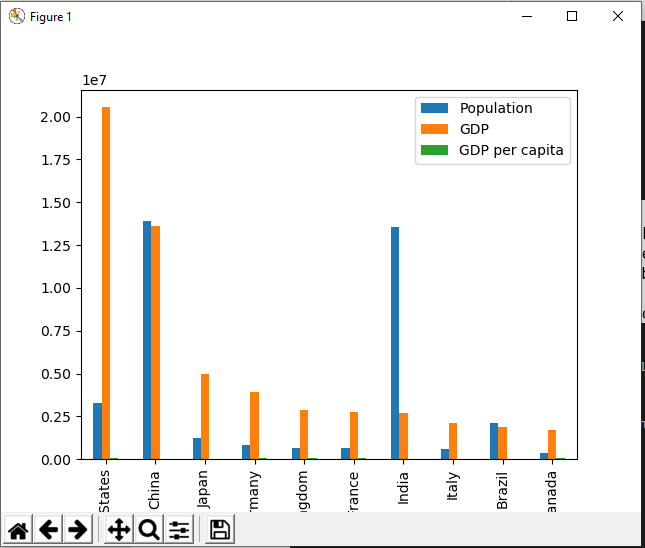 Figure 1
1e7
2.00
1.75
1.50
1.25
1.00
0.75
0.50
0.25
0.00
Population
GDP
GDP per capita
States
China
Japan
many
gdom
rance
India
Italy
Brazil
anada